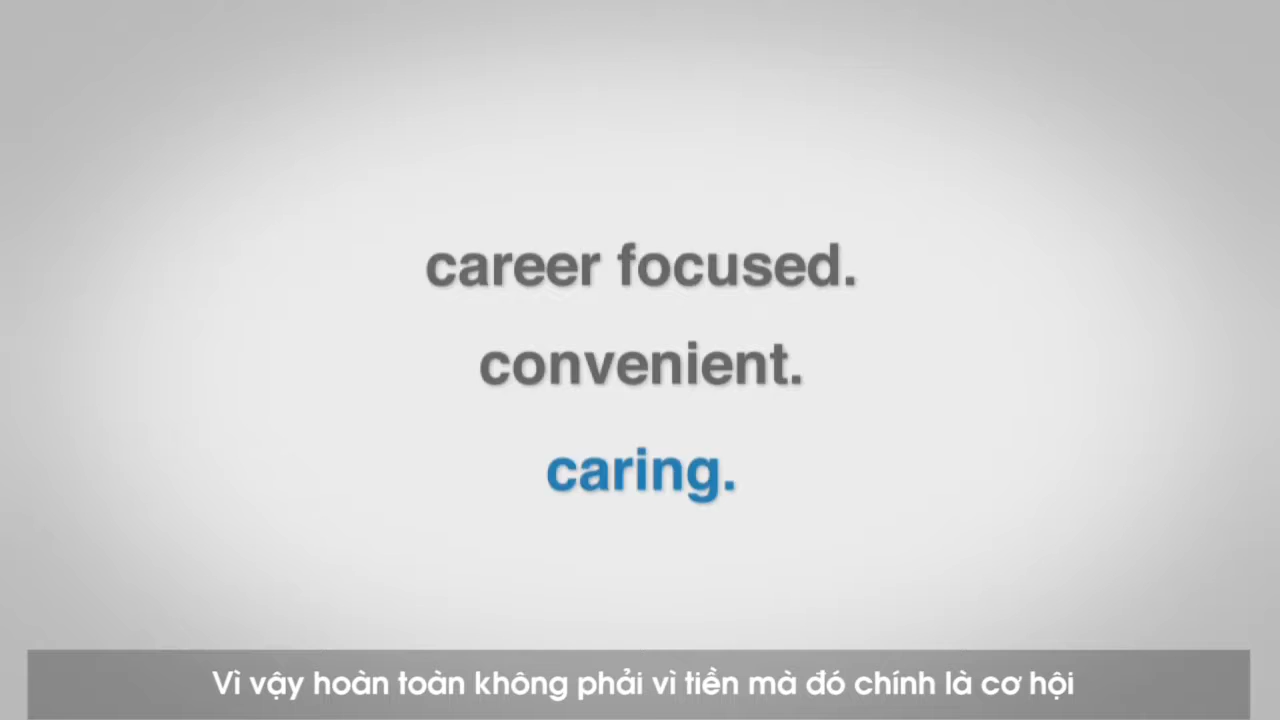 career focused.
convenient.
caring.
Vì vậy hoàn toàn không phải vì tiền mà đó chính là cơ hội